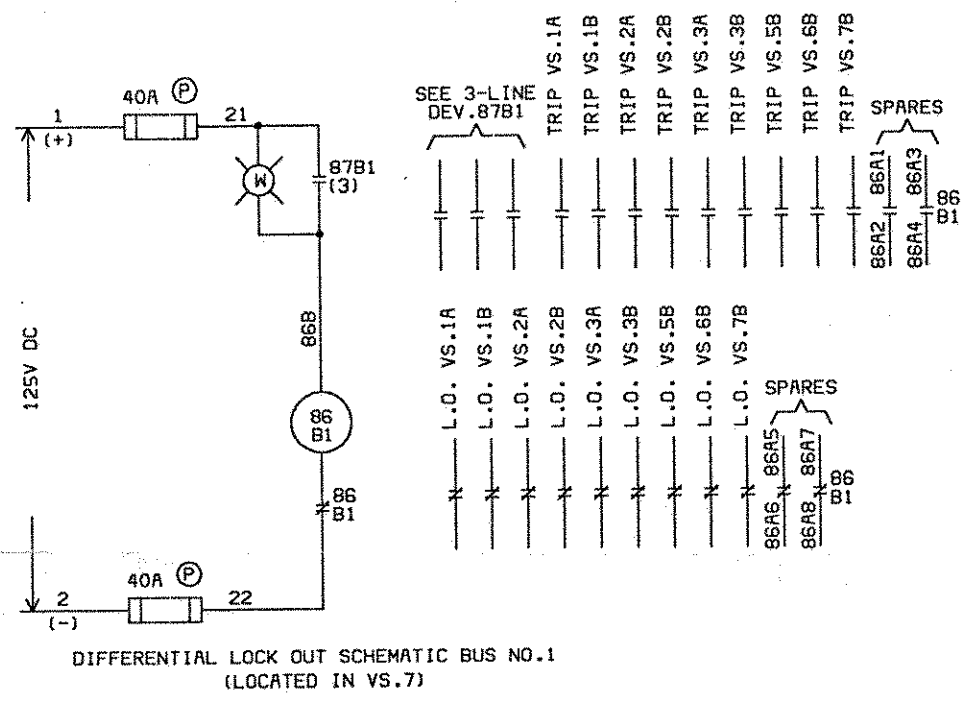 40A P
1
(+)
21
W
87B1
(3)
86B
125V DC
86
B1
86
B1
40A P
2
(-)
22
SEE 3-LINE
DEV.87B1
TRIP VS.1A
TRIP VS.1B
TRIP VS.2A
TRIP VS.2B
TRIP VS.3A
TRIP VS.3B
TRIP VS.5B
TRIP VS.6B
TRIP VS.7B
SPARES
86A1
86A2
86A3
86A4
86
B1
L.O. VS.1A
L.O. VS.1B
L.O. VS.2A
L.O. VS.2B
L.O. VS.3A
L.O. VS.3B
L.O. VS.5B
L.O. VS.6B
L.O. VS.7B
SPARES
86A5
86A6
86A7
86A8
86
B1
DIFFERENTIAL LOCK OUT SCHEMATIC BUS NO.1
(LOCATED IN VS.7)